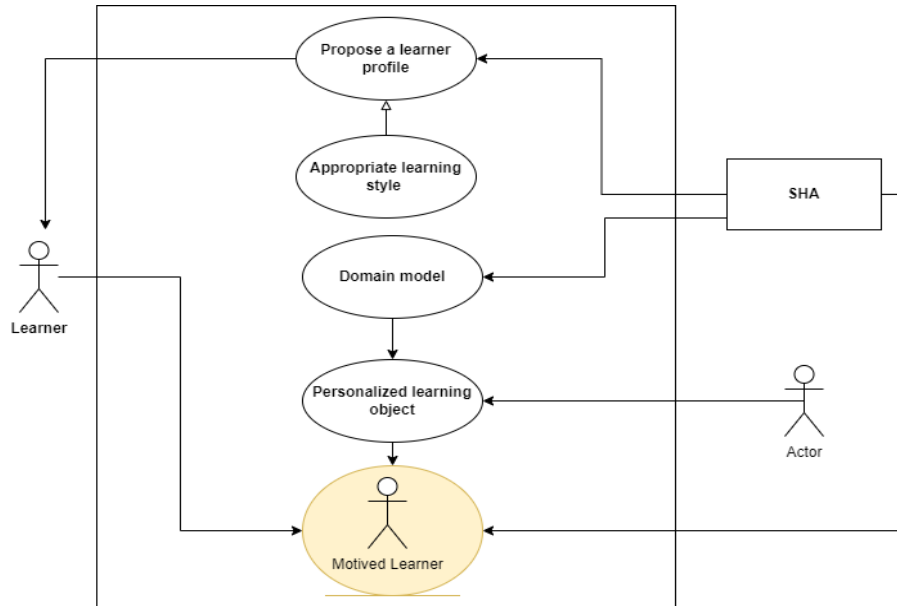 Propose a learner
profile
Appropriate learning
style
SHA
Domain model
Learner
Personalized learning
object
Actor
Motived Learner